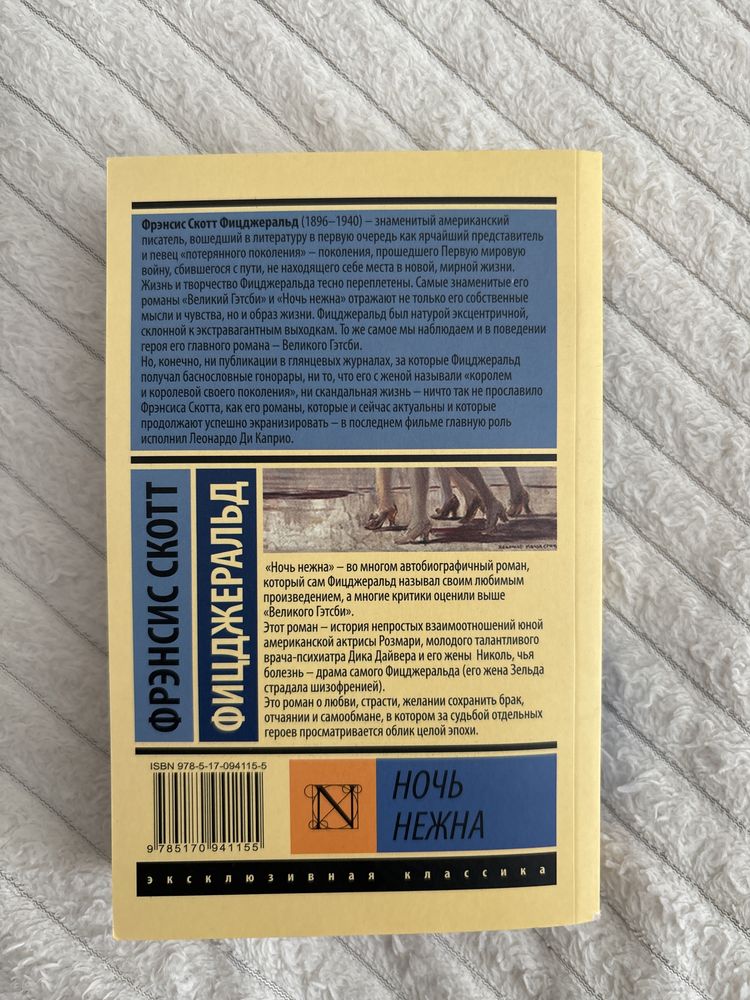 Фрэнсис Скотт Фицджеральд (1896–1940) – знаменитый американский
писатель, вошедший в литературу в первую очередь как ярчайший представитель
и певец «потерянного поколения» – поколения, прошедшего Первую мировую
войну, сбившегося с пути, не находящего себе места в новой, мирной жизни.
Жизнь и творчество Фицджеральда тесно переплетены. Самые знаменитые его
романы «Великий Гэтсби» и «Ночь нежна» отражают не только его собственные
мысли и чувства, но и образ жизни. Фицджеральд был натурой эксцентричной,
склонной к экстравагантным выходкам. То же самое мы наблюдаем и в поведении
героя его главного романа – Великого Гэтсби.
Но, конечно, ни публикации в глянцевых журналах, за которые Фицджеральд
получал баснословные гонорары, ни то, что его с женой называли «королем
и королевой своего поколения», ни скандальная жизнь – ничто так не прославило
Фрэнсиса Скотта, как его романы, которые и сейчас актуальны и которые
продолжают успешно экранизировать – в последнем фильме главную роль
исполнил Леонардо Ди Каприо.
ФРЭНСИС СКОТТ
ФИЦДЖЕРАЛЬД
«Ночь нежна» – во многом автобиографичный роман,
который сам Фицджеральд называл своим любимым
произведением, а многие критики оценили выше
«Великого Гэтсби».
Этот роман – история непростых взаимоотношений юной
американской актрисы Розмари, молодого талантливого
врача-психиатра Дика Дайвера и его жены Николь, чья
болезнь – драма самого Фицджеральда (его жена Зельда
страдала шизофренией).
Это роман о любви, страсти, желании сохранить брак,
отчаянии и самообмане, в котором за судьбой отдельных
героев просматривается облик целой эпохи.
ISBN 978-5-17-094115-5
9 785170 941155
N
НОЧЬ
НЕЖНА
эксклюзивная классика